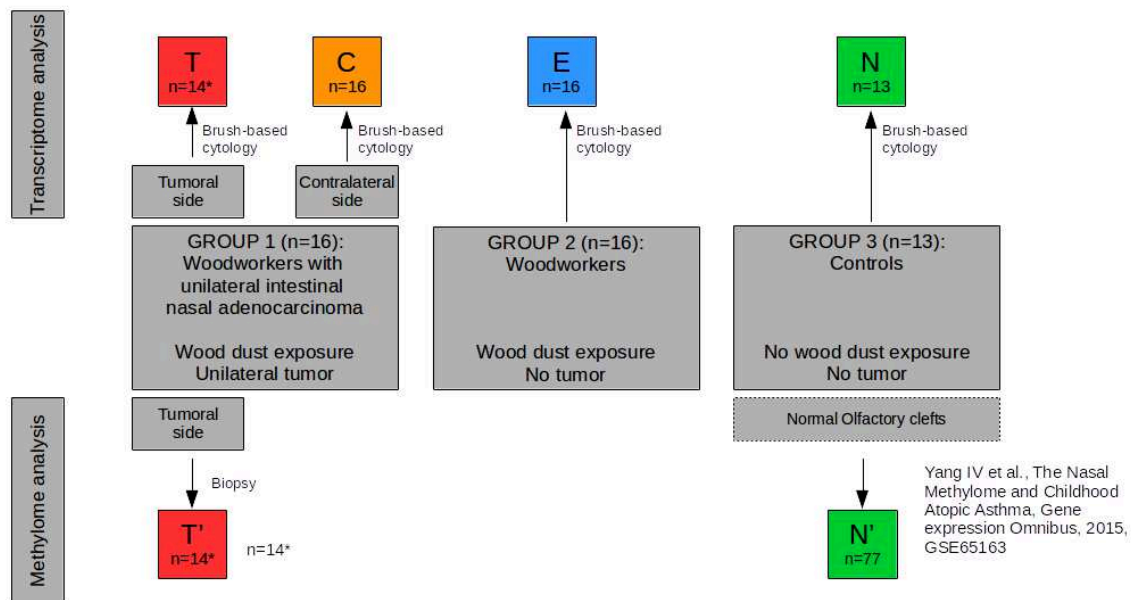 Transcriptome analysis
T
n=14*
C
n=16
E
n=16
N
n=13
Brush-based
cytology
Brush-based
cytology
Brush-based
cytology
Brush-based
cytology
Tumoral
side
Contralateral
side
GROUP 1 (n=16):
Woodworkers with
unilateral intestinal
nasal adenocarcinoma
Wood dust exposure
Unilateral tumor
GROUP 2 (n=16):
Woodworkers
Wood dust exposure
No tumor
GROUP 3 (n=13):
Controls
No wood dust exposure
No tumor
Methylome analysis
Tumoral
side
Normal Olfactory clefts
Biopsy
T'
n=14*
n=14*
N'
n=77
Yang IV et al., The Nasal
Methylome and Childhood
Atopic Asthma, Gene
expression Omnibus, 2015,
GSE65163